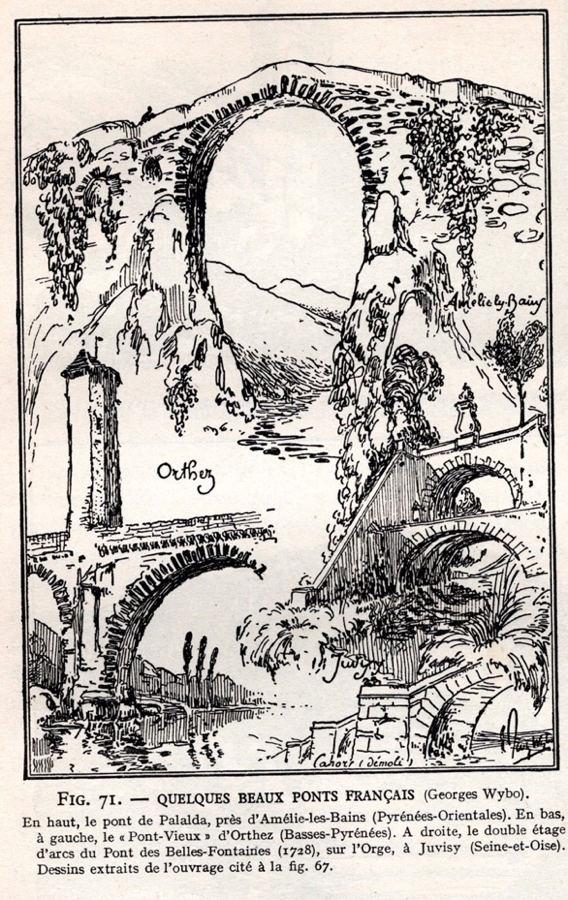 Amélie-ly-Bains
Orthez
Juvisy
Cahors (démoli)
FIG. 71. — QUELQUES BEAUX PONTS FRANÇAIS (Georges Wybo).
En haut, le pont de Palalda, près d'Amélie-les-Bains (Pyrénées-Orientales). En bas,
à gauche, le « Pont-Vieux » d'Orthez (Basses-Pyrénées). A droite, le double étage
d'arcs du Pont des Belles-Fontaines (1728), sur l'Orge, à Juvisy (Seine-et-Oise).
Dessins extraits de l'ouvrage cité à la fig. 67.